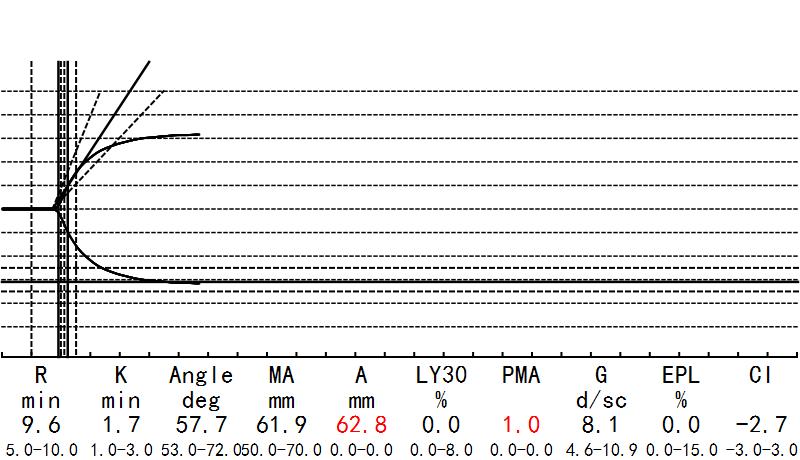 R K Angle MA A LY30 PMA G EPL CI
min min deg mm mm % d/sc %
9.6 1.7 57.7 61.9 62.8 0.0 1.0 8.1 0.0 -2.7
5.0-10.0 1.0-3.0 53.0-72.0 50.0-70.0 0.0-0.0 0.0-8.0 0.0-0.0 4.6-10.9 0.0-15.0 -3.0-3.0